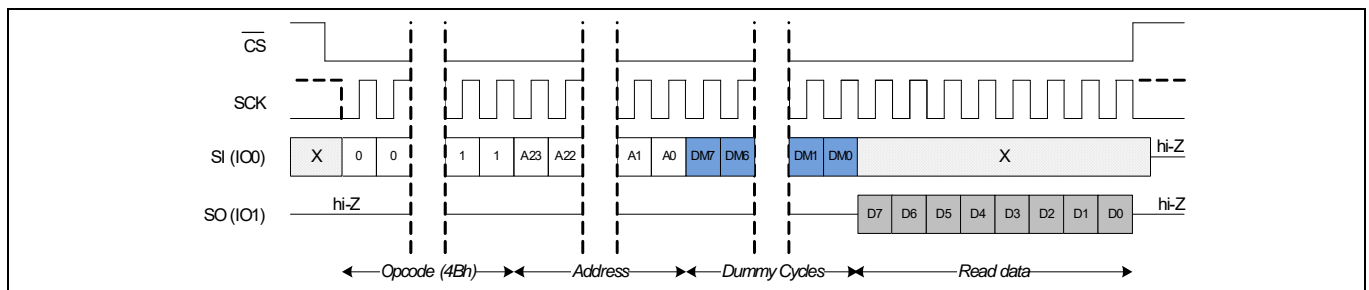 CS
SCK
SI (IO0) X 0 0 1 1 A23 A22 A1 A0 DM7 DM6 DM1 DM0 X hi-Z
SO (IO1) hi-Z D7 D6 D5 D4 D3 D2 D1 D0 hi-Z
Opcode (4Bh) Address Dummy Cycles Read data